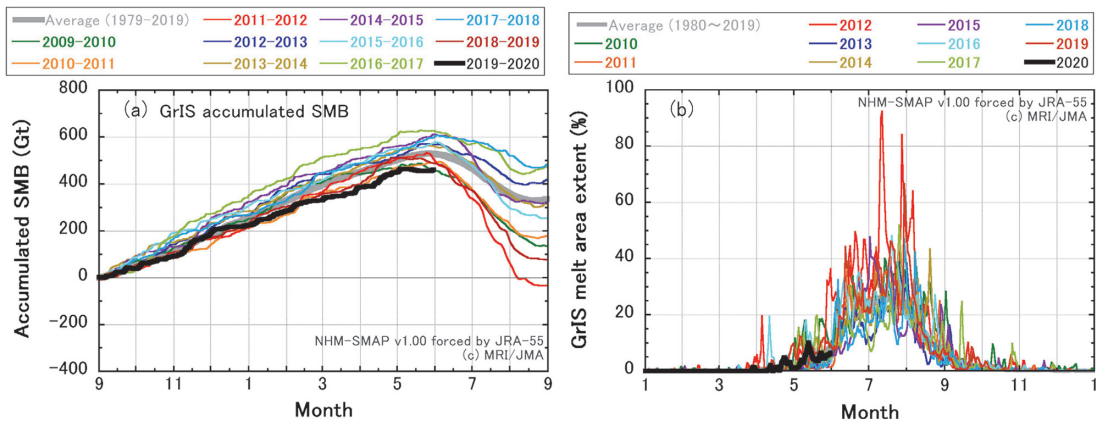 Average (1979-2019) 2011-2012 2014-2015 2017-2018
2009-2010 2012-2013 2015-2016 2018-2019
2010-2011 2013-2014 2016-2017 2019-2020
(a) GrIS accumulated SMB
Accumulated SMB (Gt)
800
600
400
200
0
-200
-400
NHM-SMAP v1.00 forced by JRA-55
(c) MRI/JMA
9 11 1 3 5 7 9
Month
Average (1980～2019) 2012 2015 2018
2010 2013 2016 2019
2011 2014 2017 2020
(b)
NHM-SMAP v1.00 forced by JRA-55
(c) MRI/JMA
GrIS melt area extent (%)
100
80
60
40
20
0
1 3 5 7 9 11 1
Month